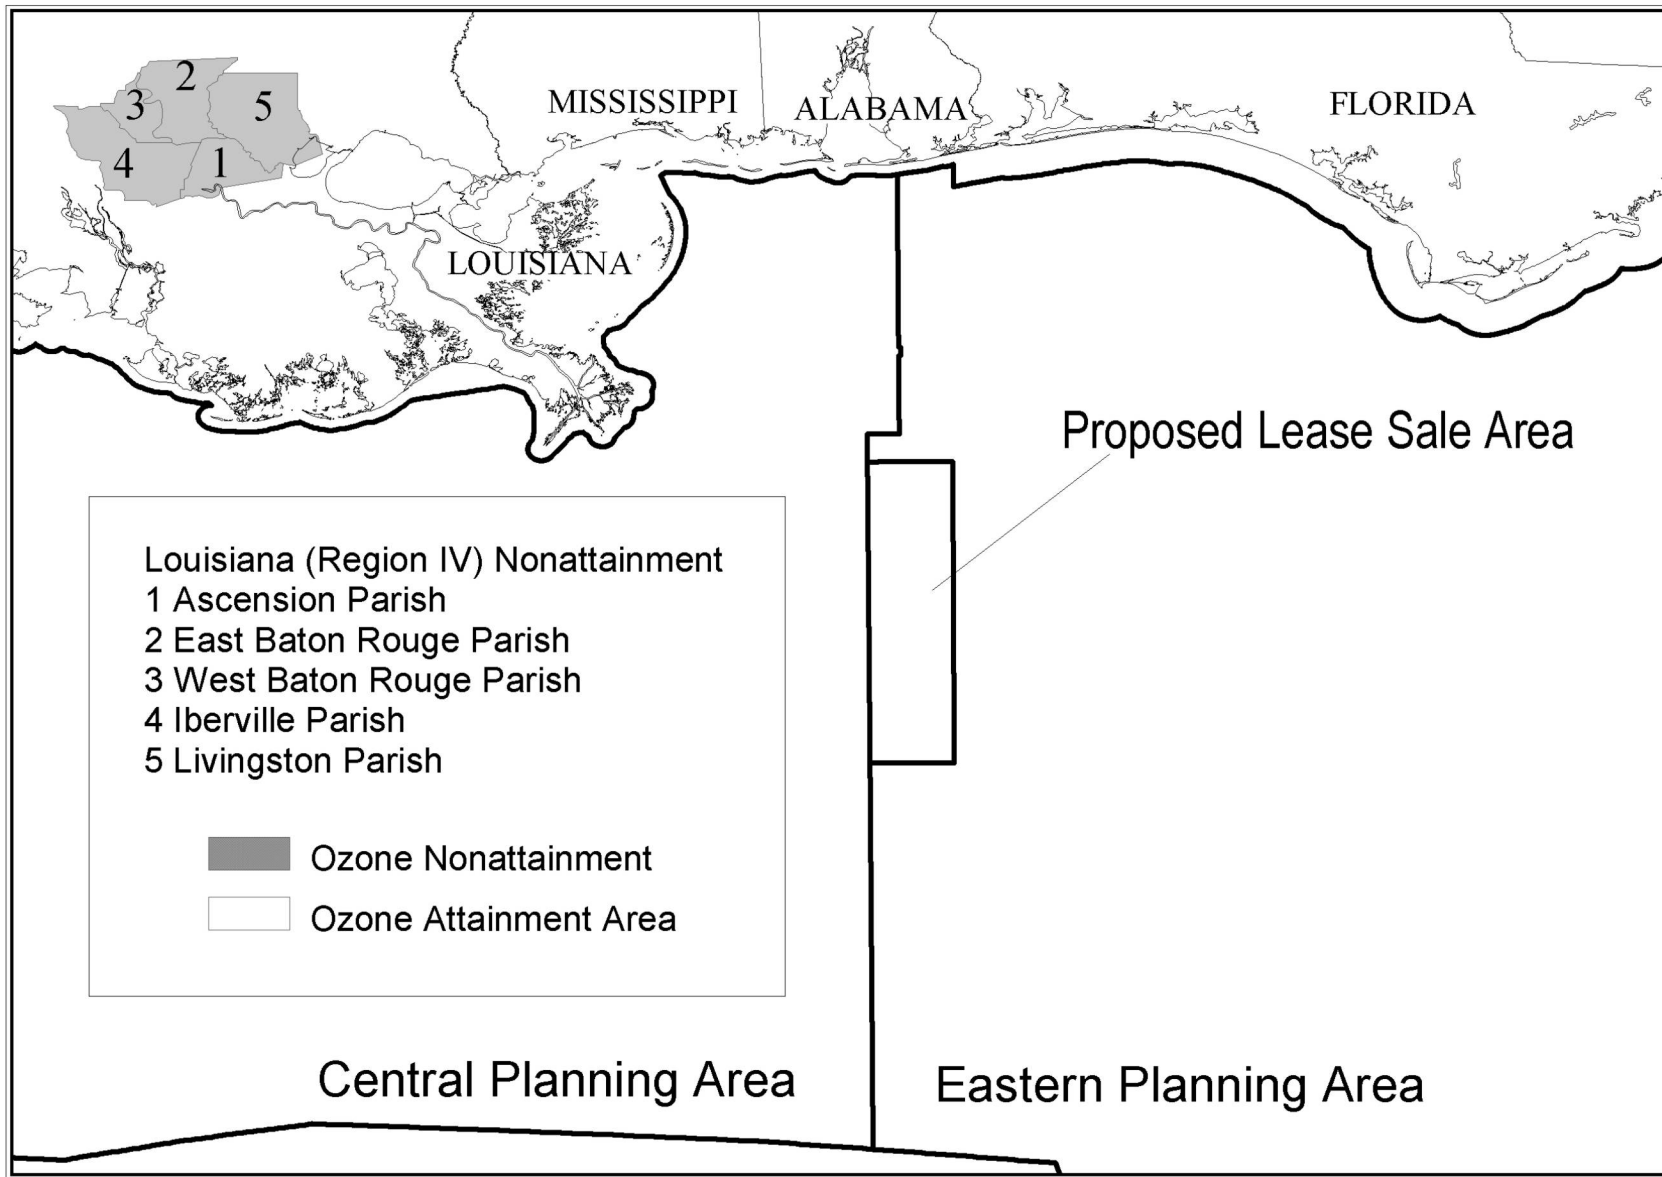 2
5
3
4
1
MISSISSIPPI
ALABAMA
FLORIDA
LOUISIANA
Proposed Lease Sale Area
Louisiana (Region IV) Nonattainment
1 Ascension Parish
2 East Baton Rouge Parish
3 West Baton Rouge Parish
4 Iberville Parish
5 Livingston Parish
Ozone Nonattainment
Ozone Attainment Area
Central Planning Area
Eastern Planning Area